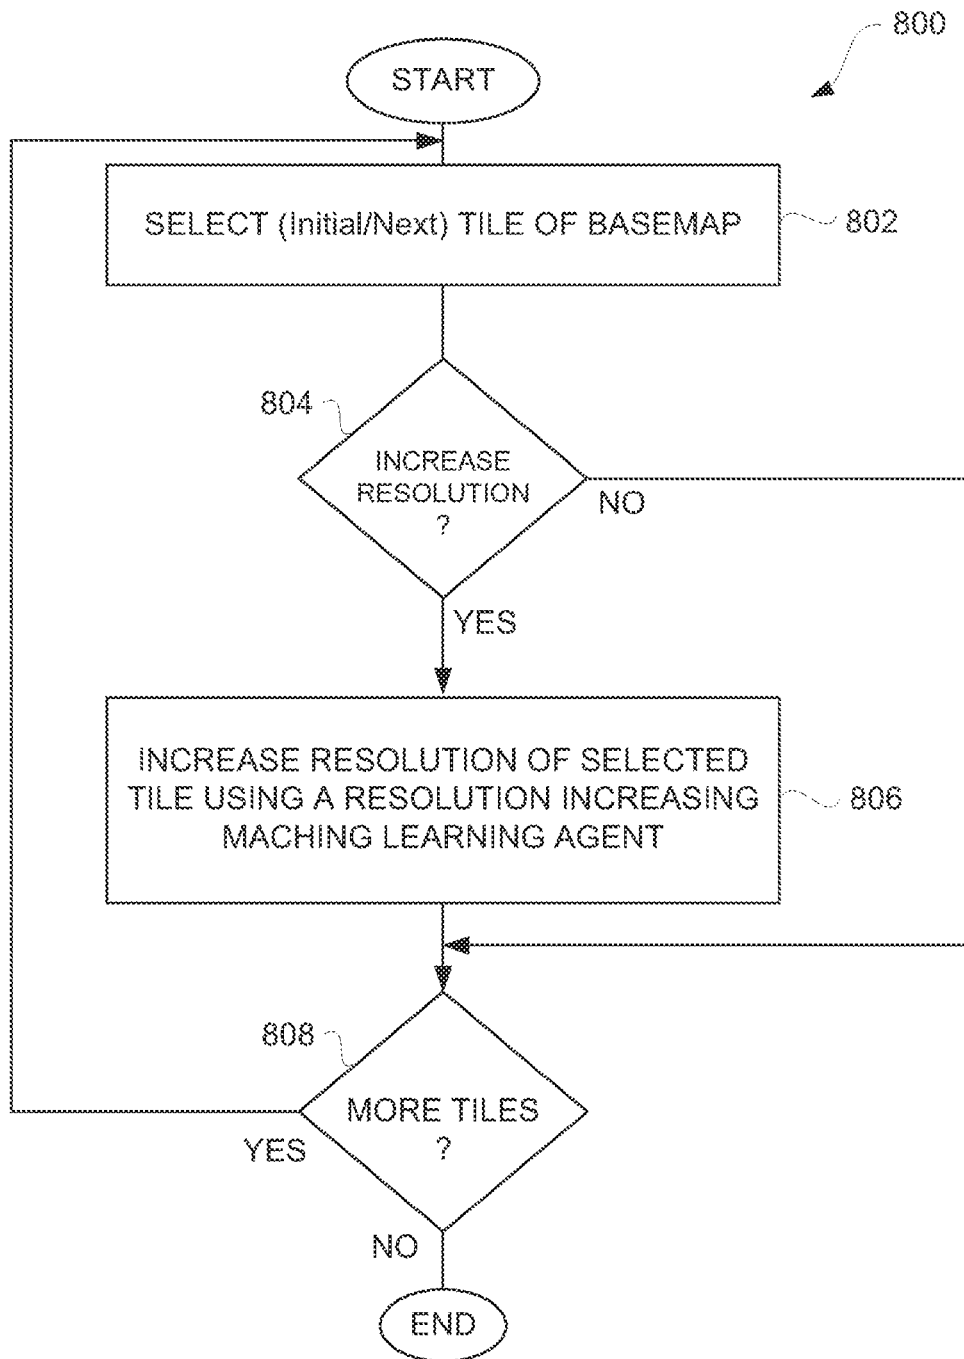 800
START
SELECT (Initial/Next) TILE OF BASEMAP
802
804
INCREASE
RESOLUTION
?
NO
YES
INCREASE RESOLUTION OF SELECTED
TILE USING A RESOLUTION INCREASING
MACHING LEARNING AGENT
806
808
MORE TILES
?
YES
NO
END